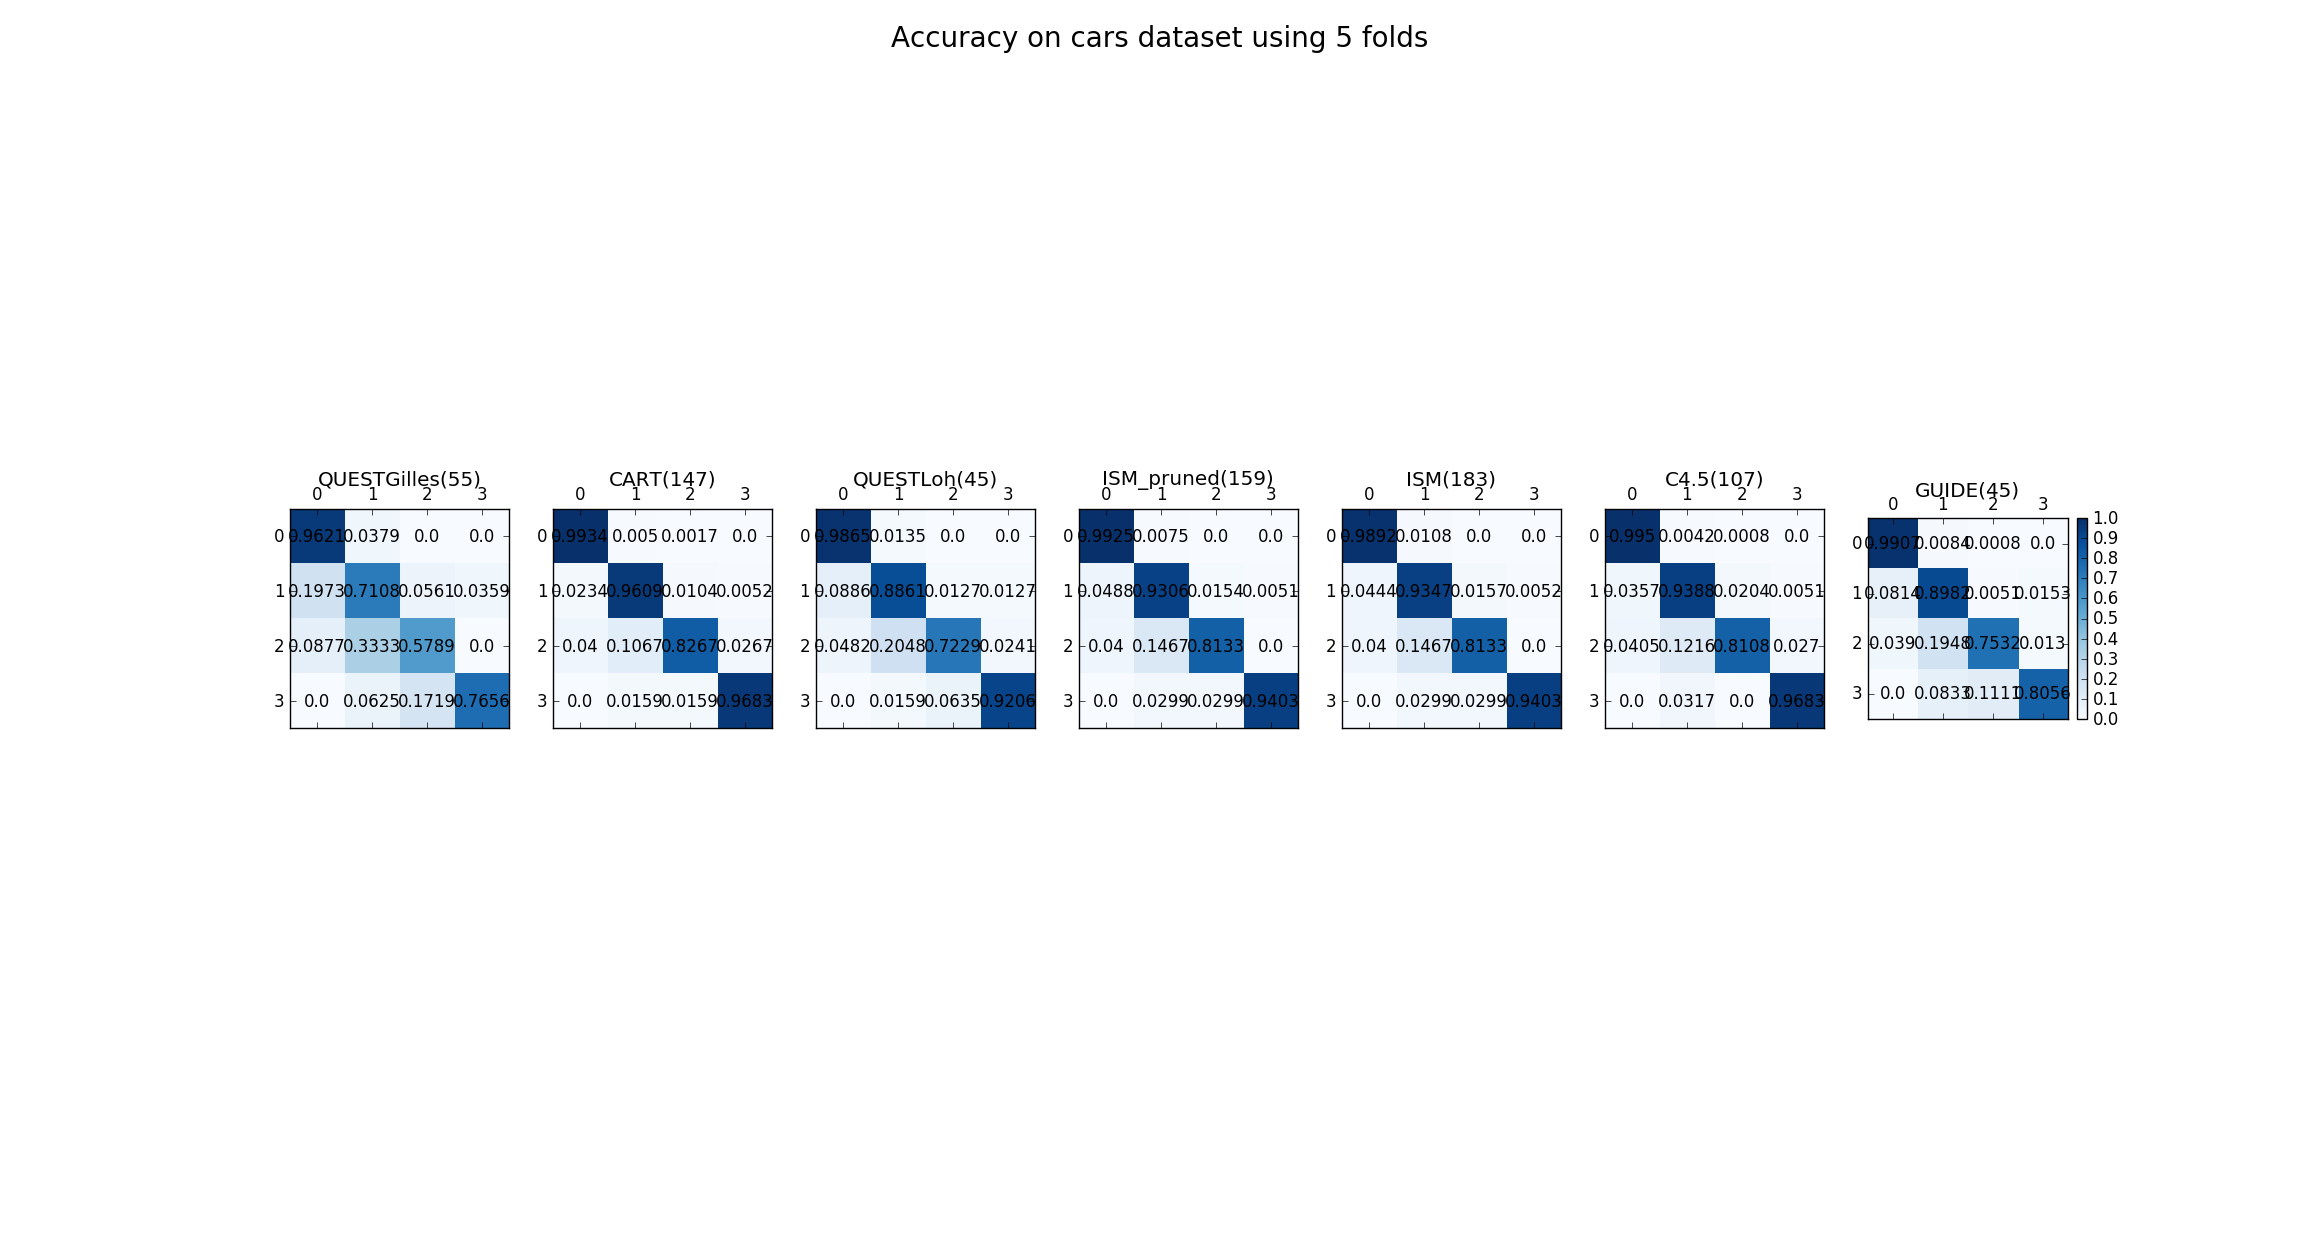 Accuracy on cars dataset using 5 folds
QUESTGilles(55)
0 1 2 3
0 0.9621 0.0379 0.0 0.0
1 0.1973 0.7108 0.0561 0.0359
2 0.0877 0.3333 0.5789 0.0
3 0.0 0.0625 0.1719 0.7656
CART(147)
0 1 2 3
0 0.9934 0.005 0.0017 0.0
1 0.0234 0.9609 0.0104 0.0052
2 0.04 0.1067 0.8267 0.0267
3 0.0 0.0159 0.0159 0.9683
QUESTLoh(45)
0 1 2 3
0 0.9865 0.0135 0.0 0.0
1 0.0886 0.8861 0.0127 0.0127
2 0.0482 0.2048 0.7229 0.0241
3 0.0 0.0159 0.0635 0.9206
ISM_pruned(159)
0 1 2 3
0 0.9925 0.0075 0.0 0.0
1 0.0488 0.9306 0.0154 0.0051
2 0.04 0.1467 0.8133 0.0
3 0.0 0.0299 0.0299 0.9403
ISM(183)
0 1 2 3
0 0.9892 0.0108 0.0 0.0
1 0.0444 0.9347 0.0157 0.0052
2 0.04 0.1467 0.8133 0.0
3 0.0 0.0299 0.0299 0.9403
C4.5(107)
0 1 2 3
0 0.995 0.0042 0.0008 0.0
1 0.0357 0.9388 0.0204 0.0051
2 0.0405 0.1216 0.8108 0.027
3 0.0 0.0317 0.0 0.9683
GUIDE(45)
0 1 2 3
0 0.9907 0.0084 0.0008 0.0
1 0.0814 0.8982 0.0051 0.0153
2 0.039 0.1948 0.7532 0.013
3 0.0 0.0833 0.1111 0.8056
1.0
0.9
0.8
0.7
0.6
0.5
0.4
0.3
0.2
0.1
0.0